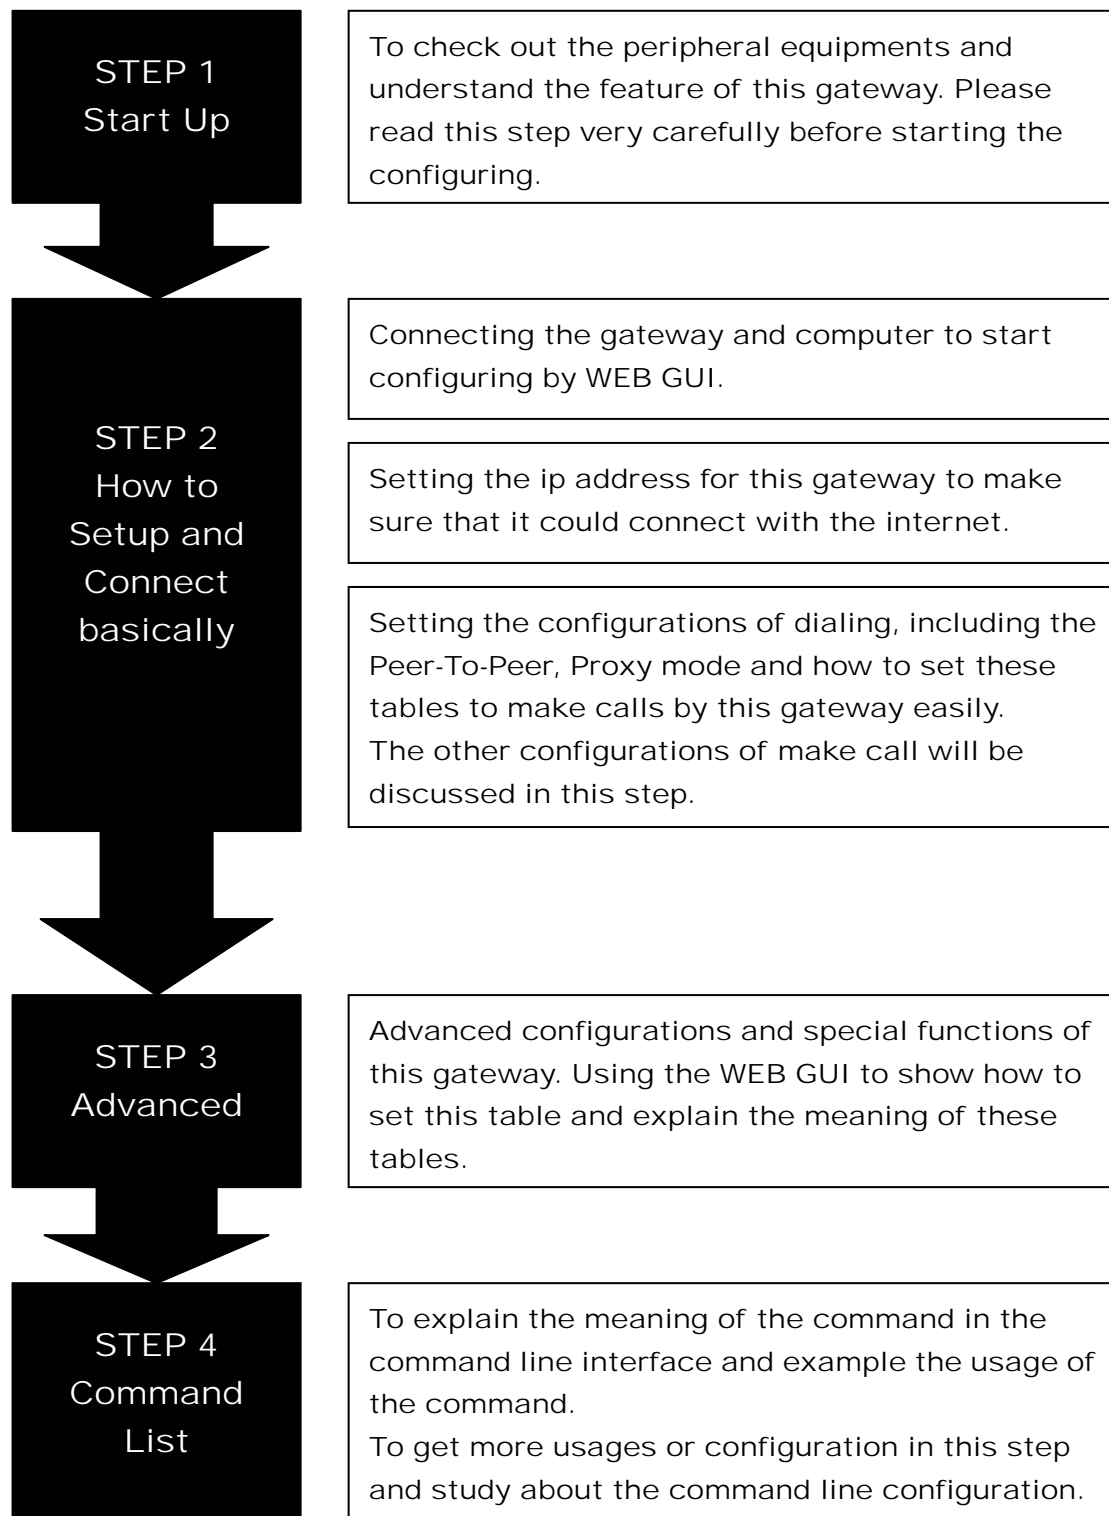 STEP 1
Start Up
To check out the peripheral equipments and
understand the feature of this gateway. Please
read this step very carefully before starting the
configuring.
STEP 2
How to
Setup and
Connect
basically
Connecting the gateway and computer to start
configuring by WEB GUI.
Setting the ip address for this gateway to make
sure that it could connect with the internet.
Setting the configurations of dialing, including the
Peer-To-Peer, Proxy mode and how to set these
tables to make calls by this gateway easily.
The other configurations of make call will be
discussed in this step.
STEP 3
Advanced
Advanced configurations and special functions of
this gateway. Using the WEB GUI to show how to
set this table and explain the meaning of these
tables.
STEP 4
Command
List
To explain the meaning of the command in the
command line interface and example the usage of
the command.
To get more usages or configuration in this step
and study about the command line configuration.